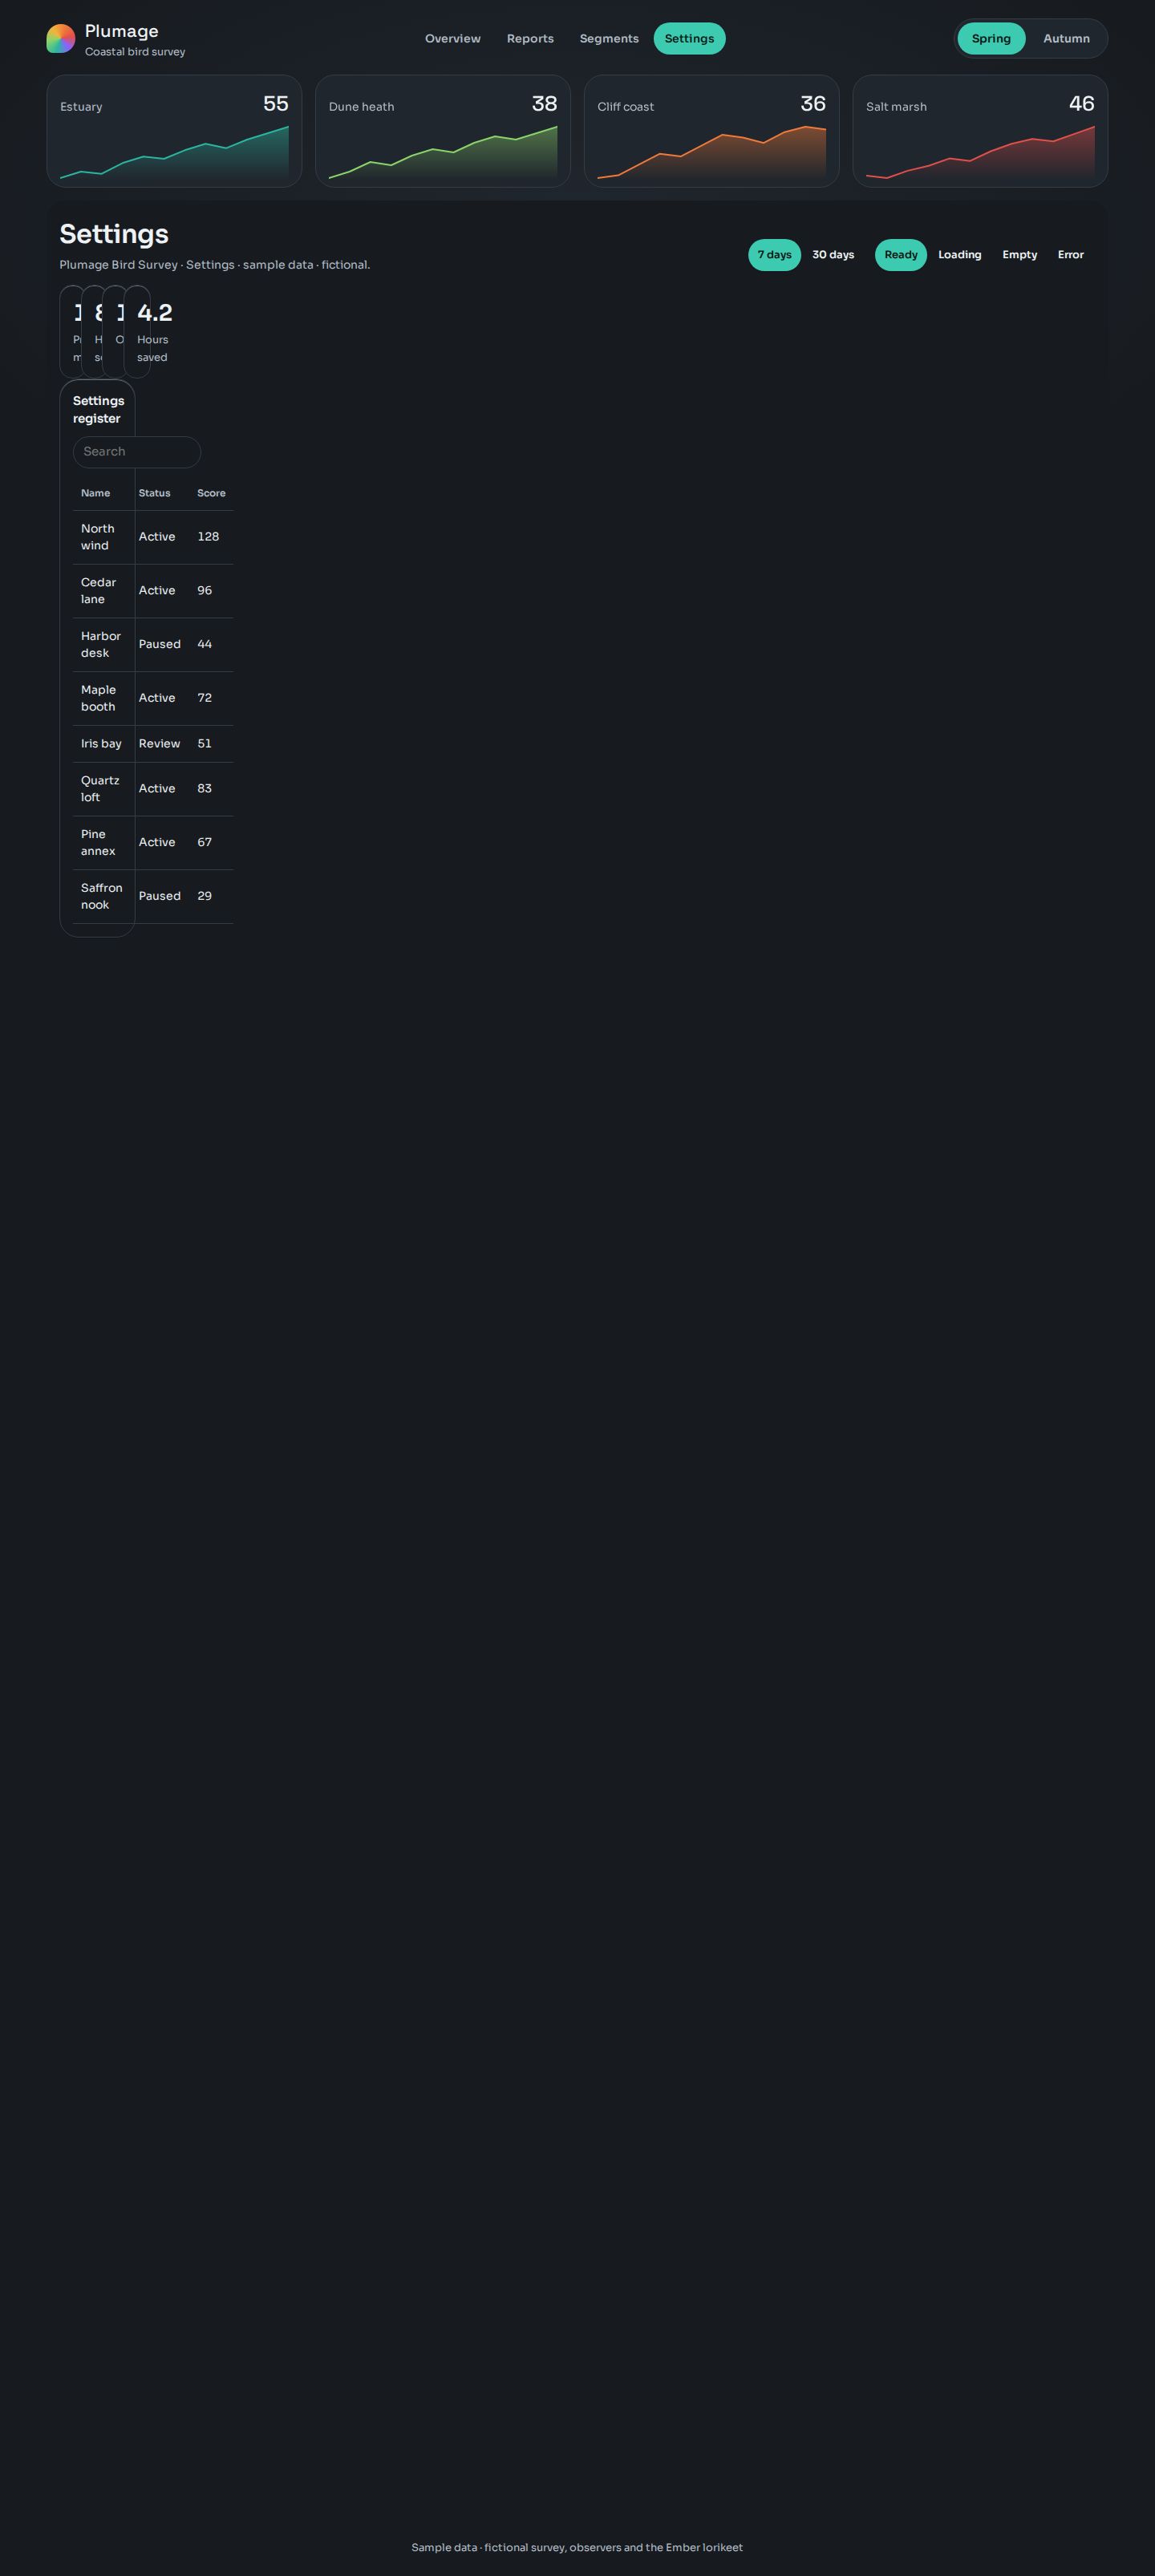 Plumage
Coastal bird survey
Overview Reports Segments Settings
Spring Autumn
Estuary 55
Dune heath 38
Cliff coast 36
Salt marsh 46
Settings
Plumage Bird Survey · Settings · sample data · fictional.
7 days 30 days Ready Loading Empty Error
4.2
Hours
saved
Settings
register
Search
Name Status Score
North
wind
Active 128
Cedar
lane
Active 96
Harbor
desk
Paused 44
Maple
booth
Active 72
Iris bay Review 51
Quartz
loft
Active 83
Pine
annex
Active 67
Saffron
nook
Paused 29
Sample data · fictional survey, observers and the Ember lorikeet